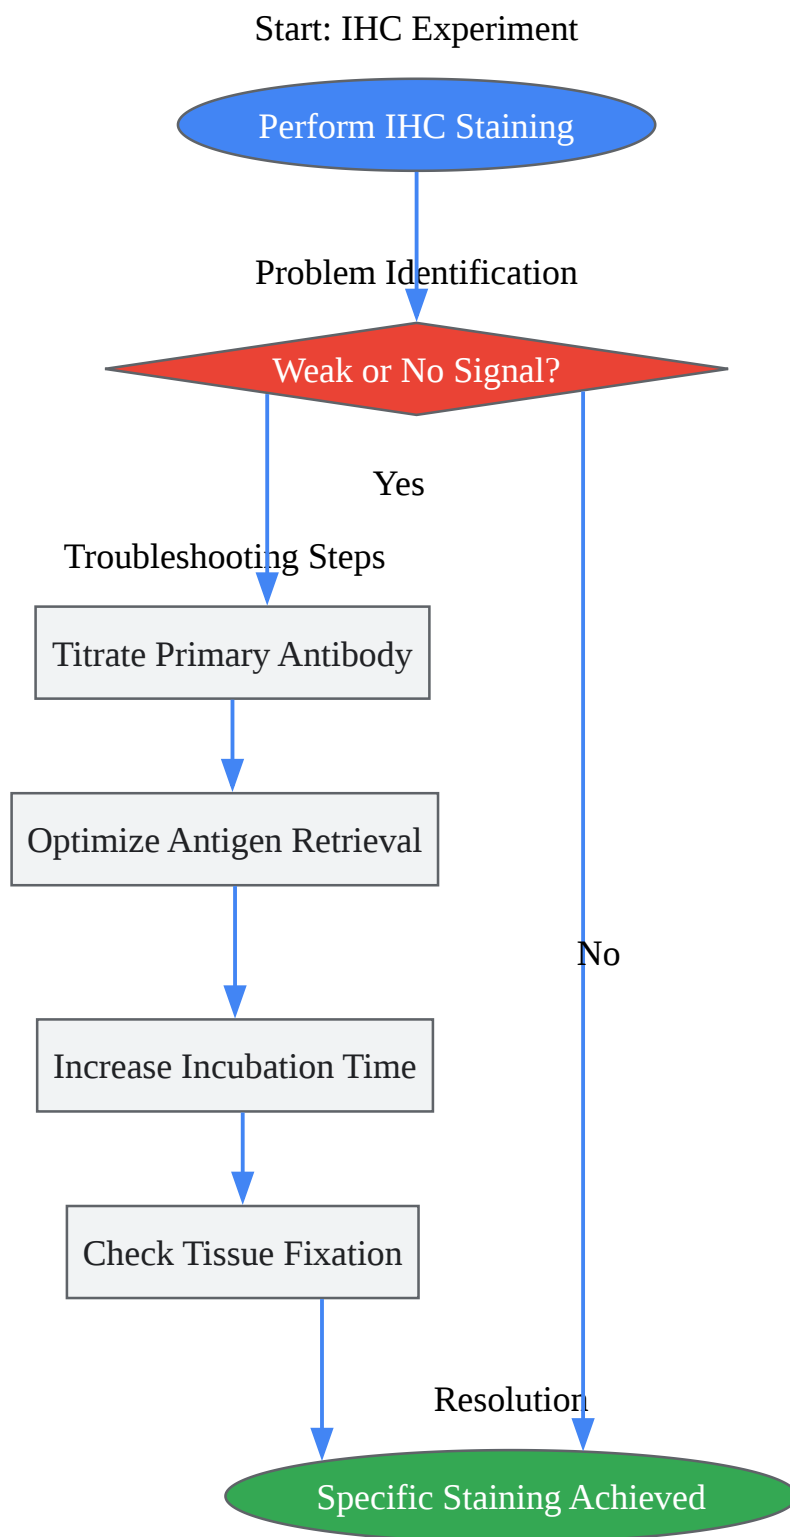 Start: IHC Experiment
Perform IHC Staining
Problem Identification
Weak or No Signal?
Yes
Troubleshooting Steps
Titrate Primary Antibody
Optimize Antigen Retrieval
No
Increase Incubation Time
Check Tissue Fixation
Resolution
Specific Staining Achieved